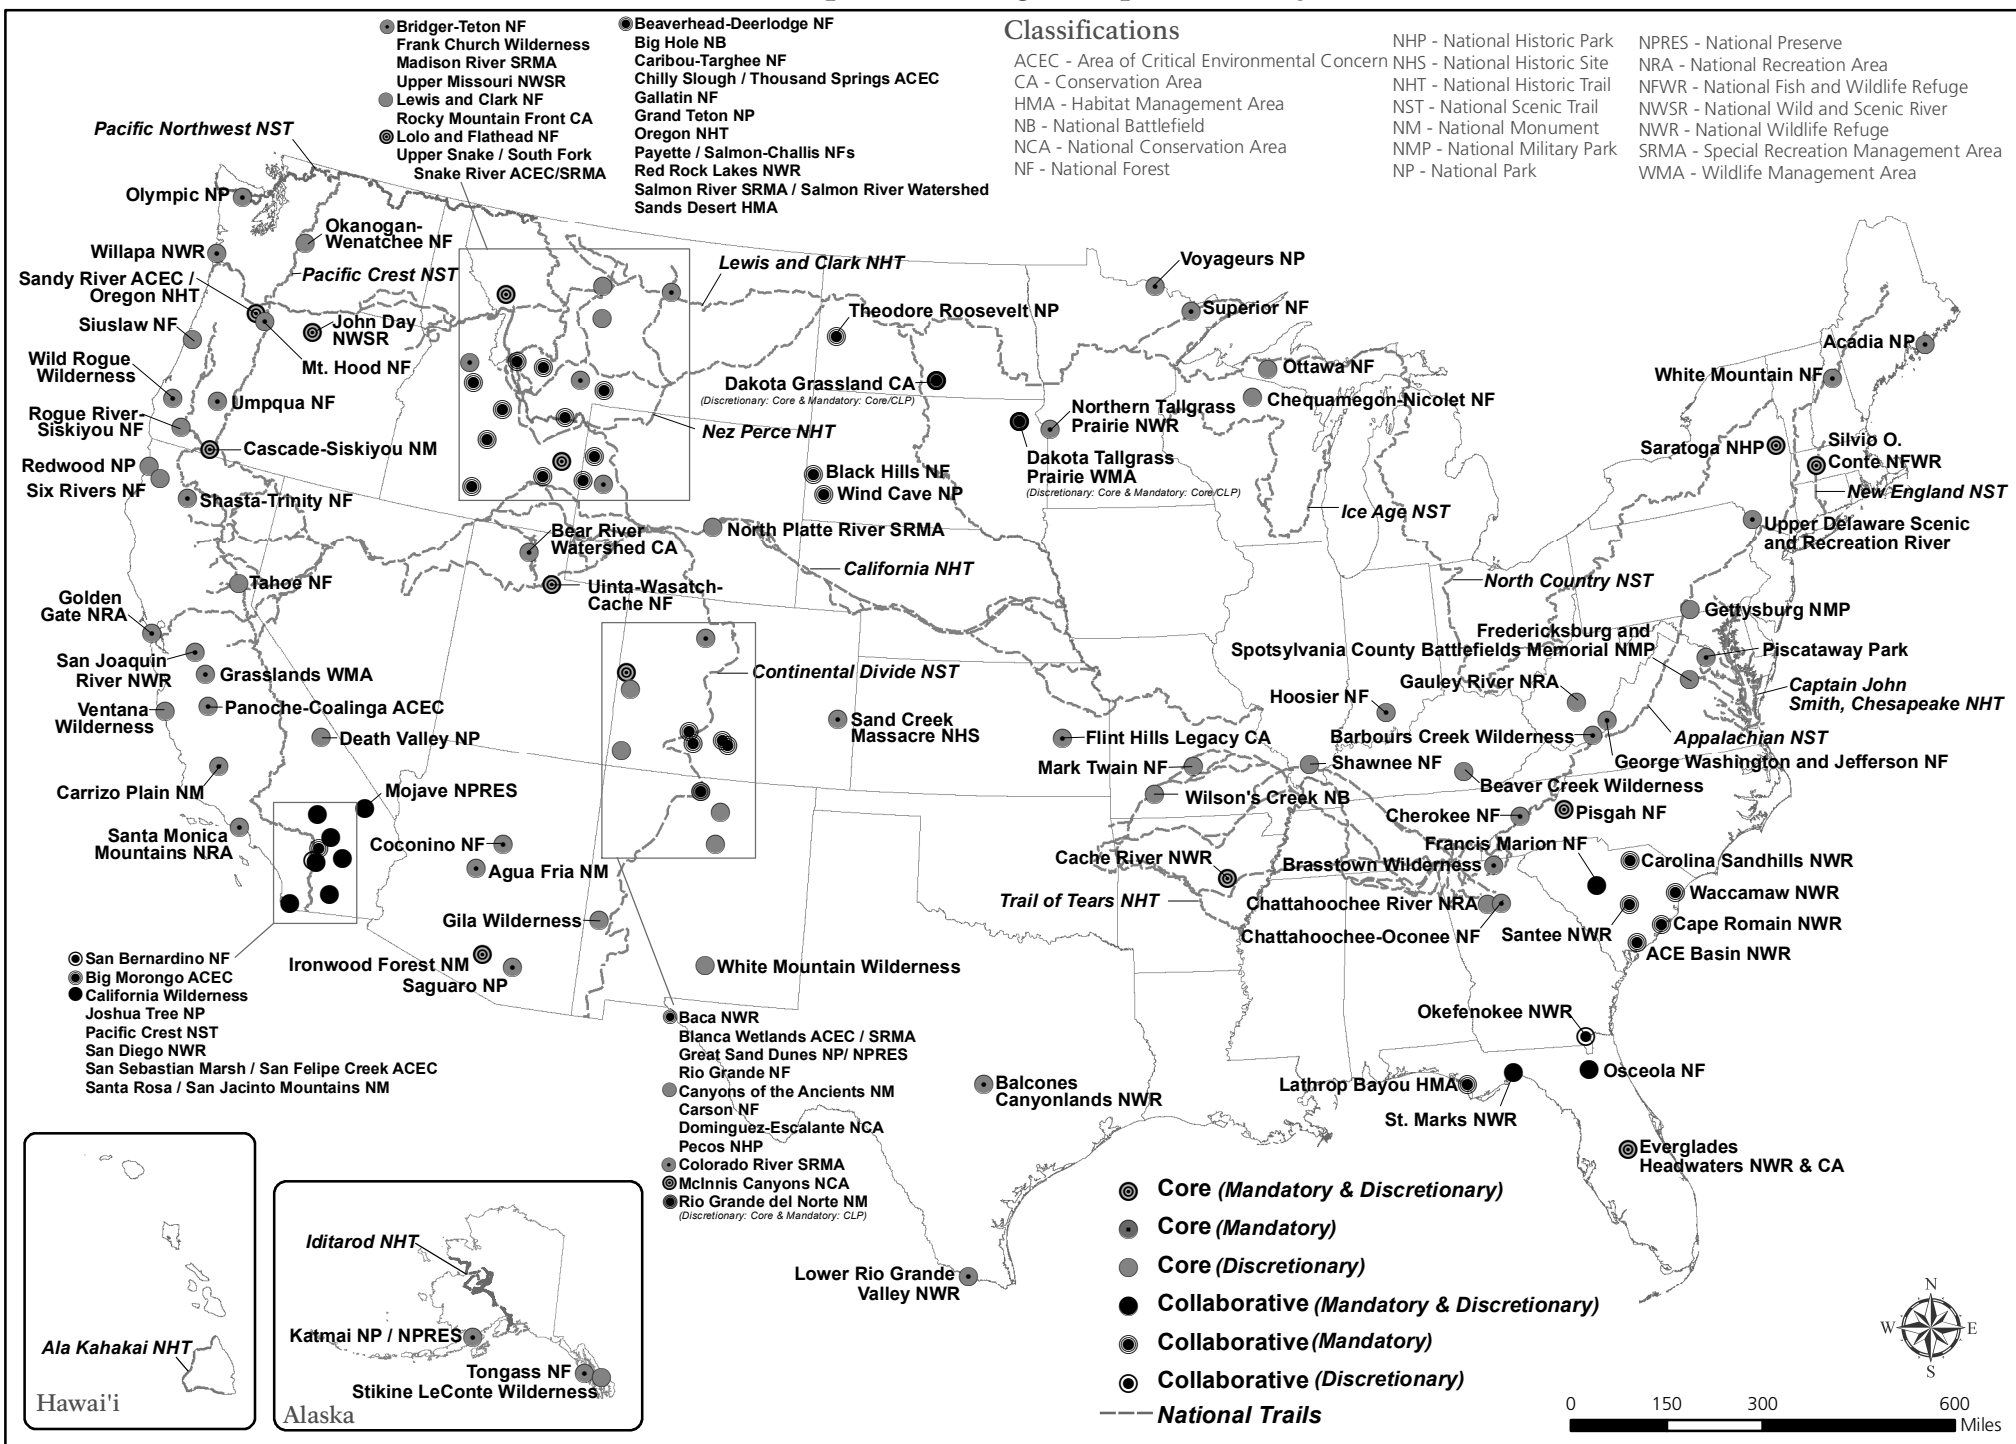 Bridger-Teton NF
Frank Church Wilderness
Madison River SRMA
Upper Missouri NWSR
Lewis and Clark NF
Rocky Mountain Front CA
Lolo and Flathead NF
Upper Snake / South Fork
Snake River ACEC/SRMA
Beaverhead-Deerlodge NF
Big Hole NB
Caribou-Targhee NF
Chilly Slough / Thousand Springs ACEC
Gallatin NF
Grand Teton NP
Oregon NHT
Payette / Salmon-Challis NFs
Red Rock Lakes NWR
Salmon River SRMA / Salmon River Watershed
Sands Desert HMA
Classifications
ACEC - Area of Critical Environmental Concern
CA - Conservation Area
HMA - Habitat Management Area
NB - National Battlefield
NCA - National Conservation Area
NF - National Forest
NHP - National Historic Park
NHS - National Historic Site
NHT - National Historic Trail
NST - National Scenic Trail
NM - National Monument
NMP - National Military Park
NP - National Park
NPRES - National Preserve
NRA - National Recreation Area
NFWR - National Fish and Wildlife Refuge
NWSR - National Wild and Scenic River
NWR - National Wildlife Refuge
SRMA - Special Recreation Management Area
WMA - Wildlife Management Area
Pacific Northwest NST
Olympic NP
Okanogan-
Wenatchee NF
Willapa NWR
Pacific Crest NST
Sandy River ACEC /
Oregon NHT
Siuslaw NF
John Day
NWSR
Mt. Hood NF
Wild Rogue
Wilderness
Umpqua NF
Rogue River-
Siskiyou NF
Cascade-Siskiyou NM
Redwood NP
Six Rivers NF
Shasta-Trinity NF
Lewis and Clark NHT
Theodore Roosevelt NP
Dakota Grassland CA
(Discretionary: Core & Mandatory: Core/CLP)
Nez Perce NHT
Black Hills NF
Wind Cave NP
Voyageurs NP
Superior NF
Ottawa NF
Chequamegon-Nicolet NF
Northern Tallgrass
Prairie NWR
Dakota Tallgrass
Prairie WMA
(Discretionary: Core & Mandatory: Core/CLP)
Ice Age NST
Acadia NP
White Mountain NF
Saratoga NHP
Silvio O.
Conte NFWR
New England NST
Upper Delaware Scenic
and Recreation River
Bear River
Watershed CA
North Platte River SRMA
California NHT
Uinta-Wasatch-
Cache NF
North Country NST
Tahoe NF
Golden
Gate NRA
San Joaquin
River NWR
Grasslands WMA
Ventana
Wilderness
Panoche-Coalinga ACEC
Death Valley NP
Carrizo Plain NM
Mojave NPRES
Santa Monica
Mountains NRA
Coconino NF
Agua Fria NM
Gila Wilderness
Ironwood Forest NM
Saguaro NP
Continental Divide NST
Sand Creek
Massacre NHS
White Mountain Wilderness
Gettysburg NMP
Fredericksburg and
Spotsylvania County Battlefields Memorial NMP
Piscataway Park
Gauley River NRA
Hoosier NF
Captain John
Smith, Chesapeake NHT
Flint Hills Legacy CA
Barbours Creek Wilderness
Appalachian NST
Mark Twain NF
Shawnee NF
George Washington and Jefferson NF
Beaver Creek Wilderness
Wilson's Creek NB
Cherokee NF
Pisgah NF
Francis Marion NF
Cache River NWR
Brasstown Wilderness
Carolina Sandhills NWR
Waccamaw NWR
Trail of Tears NHT
Chattahoochee River NRA
Cape Romain NWR
Chattahoochee-Oconee NF
Santee NWR
ACE Basin NWR
Okefenokee NWR
Osceola NF
Lathrop Bayou HMA
St. Marks NWR
Everglades
Headwaters NWR & CA
Balcones
Canyonlands NWR
Lower Rio Grande
Valley NWR
San Bernardino NF
Big Morongo ACEC
California Wilderness
Joshua Tree NP
Pacific Crest NST
San Diego NWR
San Sebastian Marsh / San Felipe Creek ACEC
Santa Rosa / San Jacinto Mountains NM
Baca NWR
Blanca Wetlands ACEC / SRMA
Great Sand Dunes NP/ NPRES
Rio Grande NF
Canyons of the Ancients NM
Carson NF
Dominguez-Escalante NCA
Pecos NHP
Colorado River SRMA
McInnis Canyons NCA
Rio Grande del Norte NM
(Discretionary: Core & Mandatory: CLP)
Ala Kahakai NHT
Hawai'i
Iditarod NHT
Katmai NP / NPRES
Tongass NF
Stikine LeConte Wilderness
Alaska
Core (Mandatory & Discretionary)
Core (Mandatory)
Core (Discretionary)
Collaborative (Mandatory & Discretionary)
Collaborative (Mandatory)
Collaborative (Discretionary)
National Trails
N
W E
S
0 150 300 600
Miles